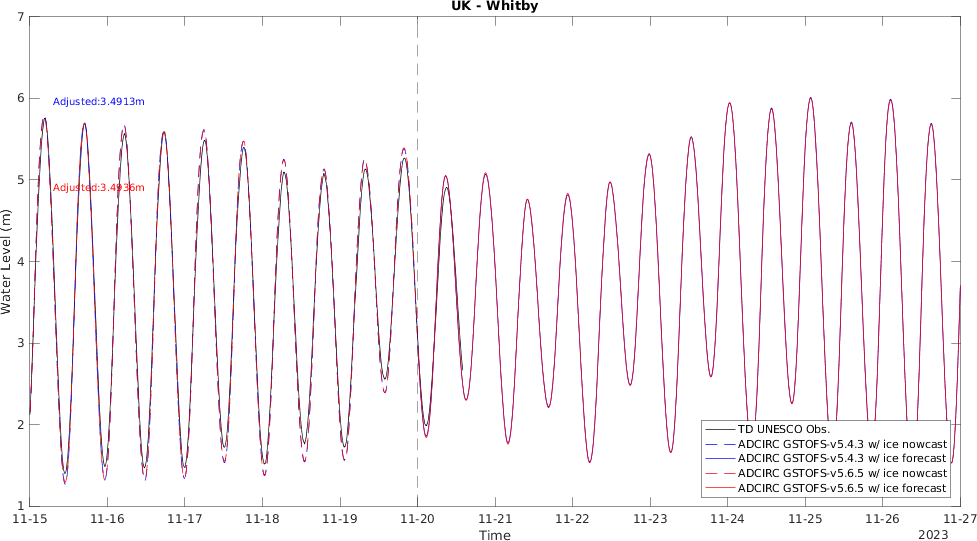 UK - Whitby
7
6
5
4
3
2
1
Water Level (m)
Adjusted:3.4913m
Adjusted:3.4936m
TD UNESCO Obs.
ADCIRC GSTOFS-v5.4.3 w/ ice nowcast
ADCIRC GSTOFS-v5.4.3 w/ ice forecast
ADCIRC GSTOFS-v5.6.5 w/ ice nowcast
ADCIRC GSTOFS-v5.6.5 w/ ice forecast
11-15 11-16 11-17 11-18 11-19 11-20 11-21 11-22 11-23 11-24 11-25 11-26 11-27
Time
2023